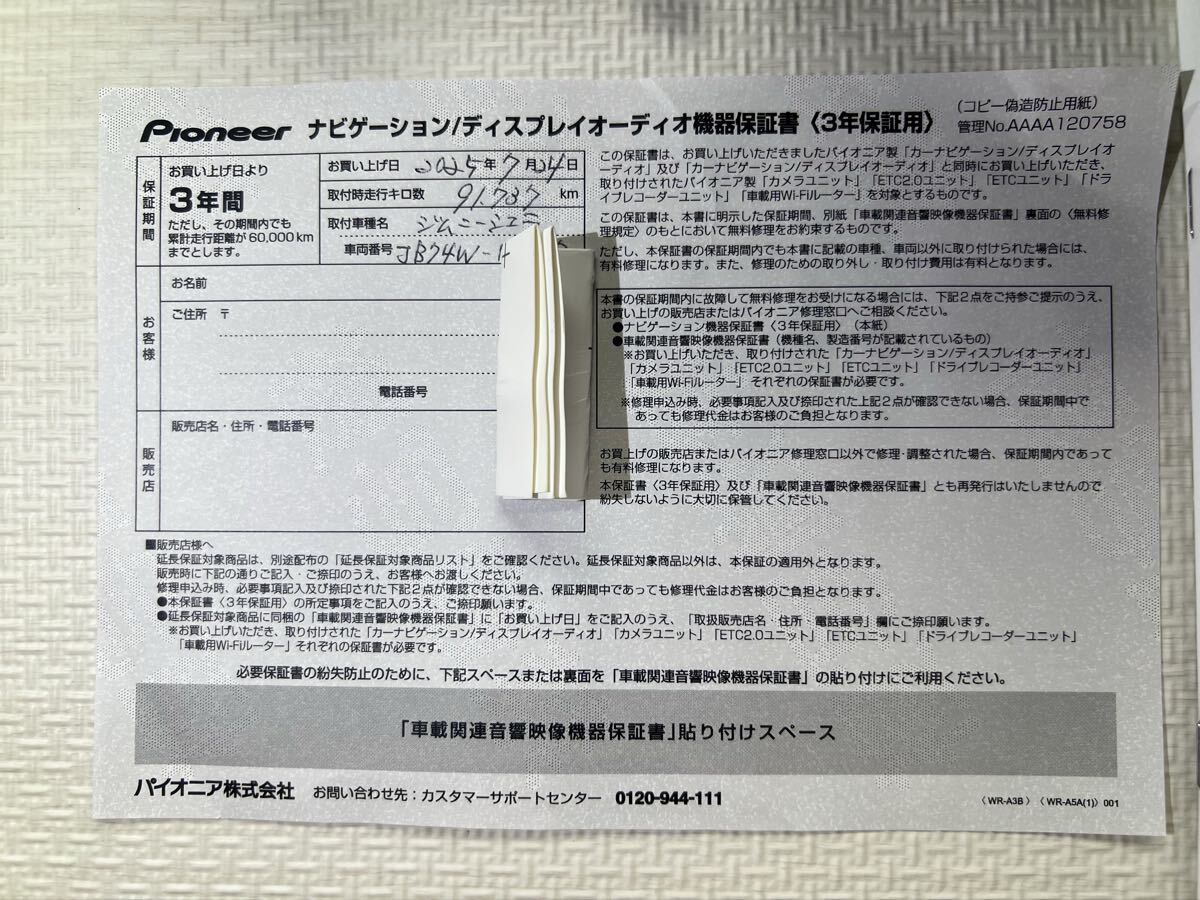 Pioneer ナビゲーション/ディスプレイオーディオ機器保証書〈3年保証用〉
(コピー偽造防止用紙)
管理No.AAAA120758
保証期間
お買い上げ日より
3年間
ただし、その期間内でも
累計走行距離が60,000km
までとします。
お買い上げ日 2025年7月24日
取付時走行キロ数 91.737 km
取付車種名 ジムニーシエラ
車両番号 JB74W-
お客様
お名前
ご住所 〒
電話番号
販売店
販売店名・住所・電話番号
この保証書は、お買い上げいただきましたパイオニア製「カーナビゲーション/ディスプレイオ
ーディオ」及び「カーナビゲーション/ディスプレイオーディオ」と同時にお買い上げいただき、
取り付けされたパイオニア製「カメラユニット」「ETC2.0ユニット」「ETCユニット」「ドラ
イブレコーダーユニット」「車載用Wi-Fiルーター」を対象とするものです。
この保証書は、本書に明示した保証期間、別紙「車載関連音響映像機器保証書」裏面の〈無料修
理規定〉のもとにおいて無料修理をお約束するものです。
ただし、本保証書の保証期間内でも本書に記載の車種、車両以外に取り付けられた場合には、
有料修理になります。また、修理のための取り外し・取り付け費用は有料となります。
本書の保証期間内に故障して無料修理をお受けになる場合には、下記2点をご持参ご提示のうえ、
お買い上げの販売店またはパイオニア修理窓口へご相談ください。
●ナビゲーション機器保証書〈3年保証用〉(本紙)
●車載関連音響映像機器保証書(機種名、製造番号が記載されているもの)
※お買い上げいただき、取り付けされた「カーナビゲーション/ディスプレイオーディオ」
「カメラユニット」「ETC2.0ユニット」「ETCユニット」「ドライブレコーダーユニット」
「車載用Wi-Fiルーター」それぞれの保証書が必要です。
※修理申込み時、必要事項記入及び捺印された上記2点が確認できない場合、保証期間中で
あっても修理代金はお客様のご負担となります。
お買上げの販売店またはパイオニア修理窓口以外で修理・調整された場合、保証期間内であって
も有料修理になります。
本保証書〈3年保証用〉及び「車載関連音響映像機器保証書」とも再発行はいたしませんので
紛失しないように大切に保管してください。
■販売店様へ
延長保証対象商品は、別途配布の「延長保証対象商品リスト」をご確認ください。延長保証対象商品以外は、本保証の適用外となります。
販売時に下記の通りご記入・ご捺印のうえ、お客様へお渡しください。
修理申込み時、必要事項記入及び捺印された下記2点が確認できない場合、保証期間中であっても修理代金はお客様のご負担となります。
●本保証書〈3年保証用〉の所定事項をご記入のうえ、ご捺印願います。
●延長保証対象商品に同梱の「車載関連音響映像機器保証書」に「お買い上げ日」をご記入のうえ、「取扱販売店名・住所・電話番号」欄にご捺印願います。
※お買い上げいただき、取り付けされた「カーナビゲーション/ディスプレイオーディオ」「カメラユニット」「ETC2.0ユニット」「ETCユニット」「ドライブレコーダーユニット」
「車載用Wi-Fiルーター」それぞれの保証書が必要です。
必要保証書の紛失防止のために、下記スペースまたは裏面を「車載関連音響映像機器保証書」の貼り付けにご利用ください。
「車載関連音響映像機器保証書」貼り付けスペース
パイオニア株式会社 お問い合わせ先:カスタマーサポートセンター 0120-944-111
〈WR-A3B〉〈WR-A5A(1)〉001